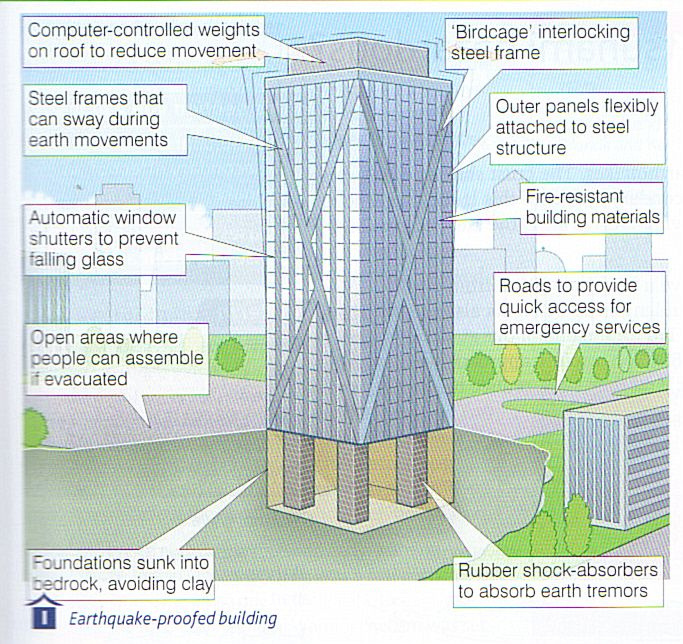 Computer-controlled weights
on roof to reduce movement
'Birdcage' interlocking
steel frame
Steel frames that
can sway during
earth movements
Outer panels flexibly
attached to steel
structure
Automatic window
shutters to prevent
falling glass
Fire-resistant
building materials
Roads to provide
quick access for
emergency services
Open areas where
people can assemble
if evacuated
Foundations sunk into
bedrock, avoiding clay
Rubber shock-absorbers
to absorb earth tremors
1 Earthquake-proofed building